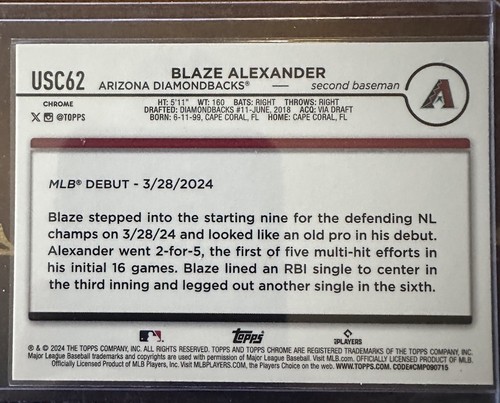 USC62
BLAZE ALEXANDER
ARIZONA DIAMONDBACKS® — second baseman
A
CHROME
@TOPPS
HT: 5'11" WT: 160 BATS: RIGHT THROWS: RIGHT
DRAFTED: DIAMONDBACKS #11-JUNE, 2018 ACQ: VIA DRAFT
BORN: 6-11-99, CAPE CORAL, FL HOME: CAPE CORAL, FL
MLB® DEBUT - 3/28/2024
Blaze stepped into the starting nine for the defending NL
champs on 3/28/24 and looked like an old pro in his debut.
Alexander went 2-for-5, the first of five multi-hit efforts in
his initial 16 games. Blaze lined an RBI single to center in
the third inning and legged out another single in the sixth.
Topps
PLAYERS
® & © 2024 THE TOPPS COMPANY, INC. ALL RIGHTS RESERVED. TOPPS AND TOPPS CHROME ARE REGISTERED TRADEMARKS OF THE TOPPS COMPANY, INC.
Major League Baseball trademarks and copyrights are used with permission of Major League Baseball. Visit MLB.com. OFFICIALLY LICENSED PRODUCT OF MLB
Officially Licensed Product of MLB Players, Inc. Visit MLBPLAYERS.com, the Players Choice on the web. WWW.TOPPS.COM. CODE#CMP090715